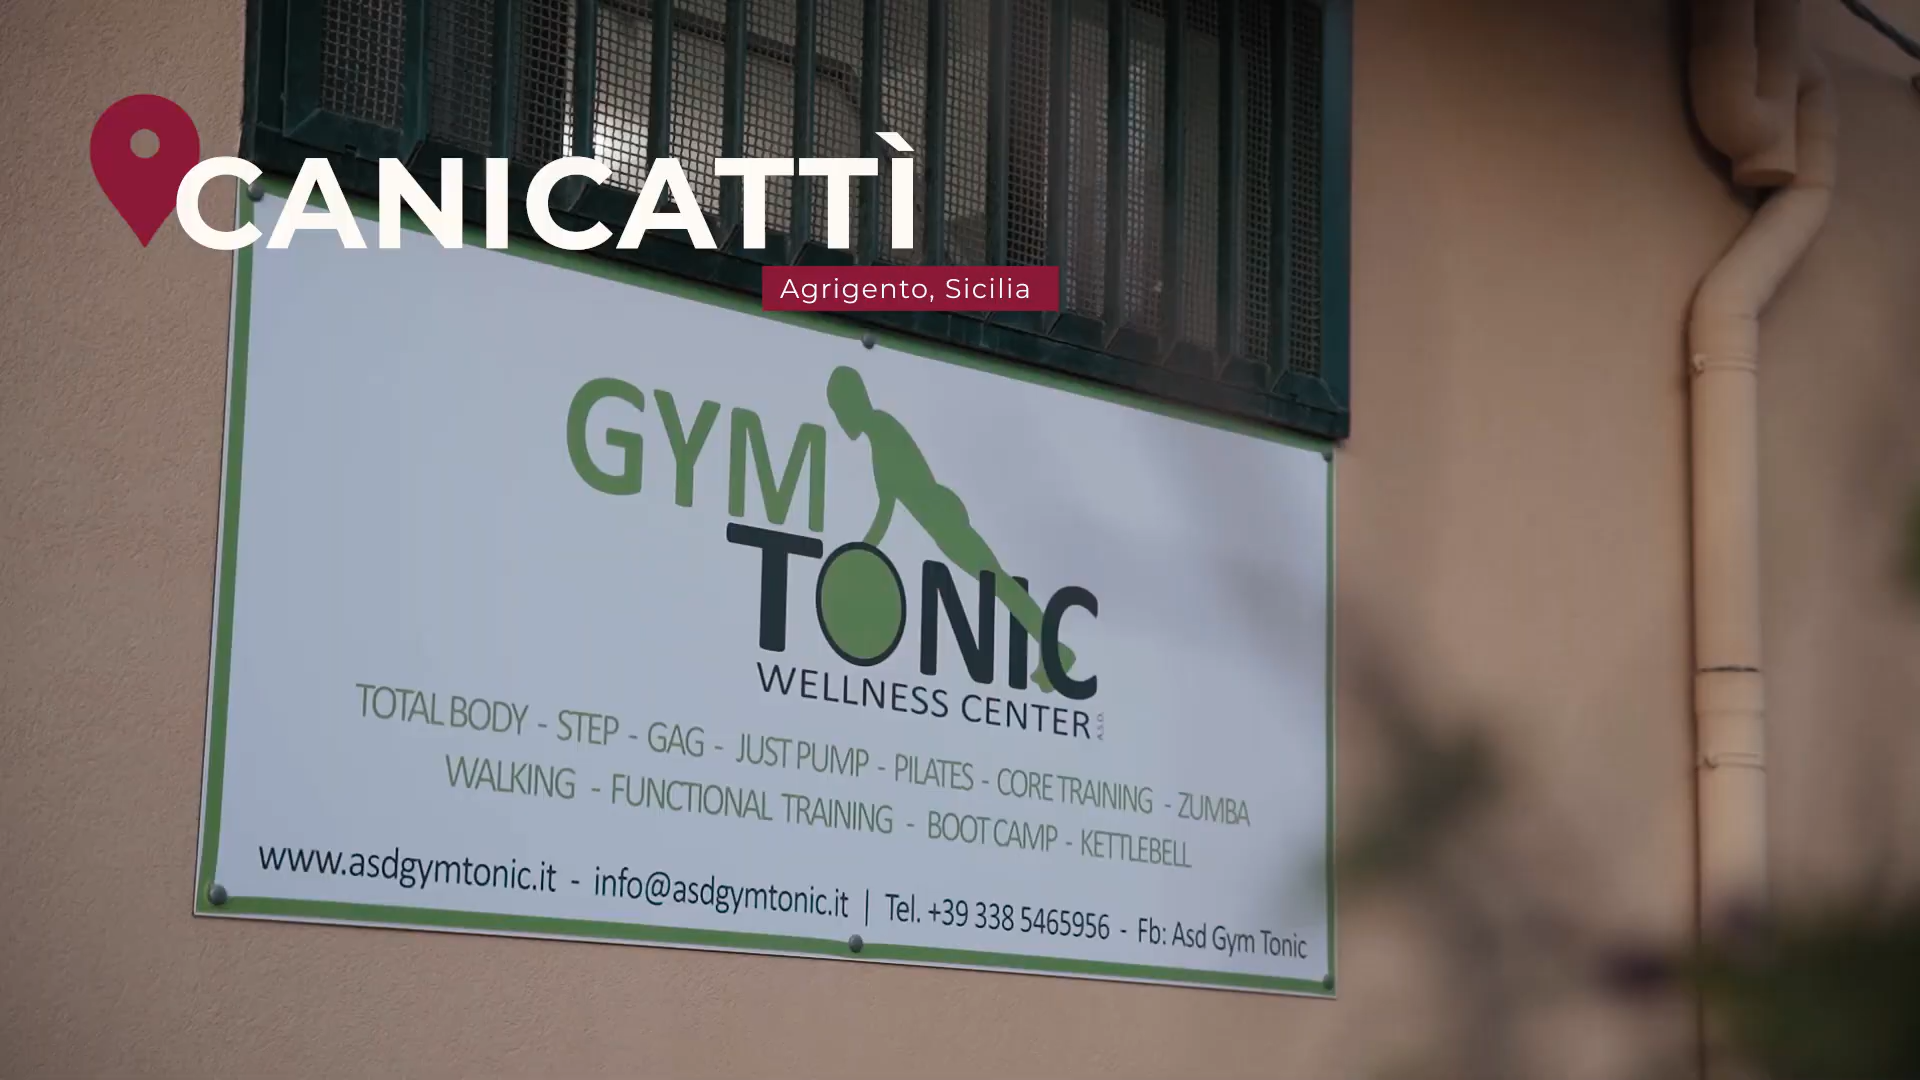 CANICATTÌ
Agrigento, Sicilia
GYM
TONIC
WELLNESS CENTER A.S.D.
TOTAL BODY - STEP - GAG - JUST PUMP - PILATES - CORE TRAINING - ZUMBA
WALKING - FUNCTIONAL TRAINING - BOOT CAMP - KETTLEBELL
www.asdgymtonic.it - info@asdgymtonic.it | Tel. +39 338 5465956 - Fb: Asd Gym Tonic